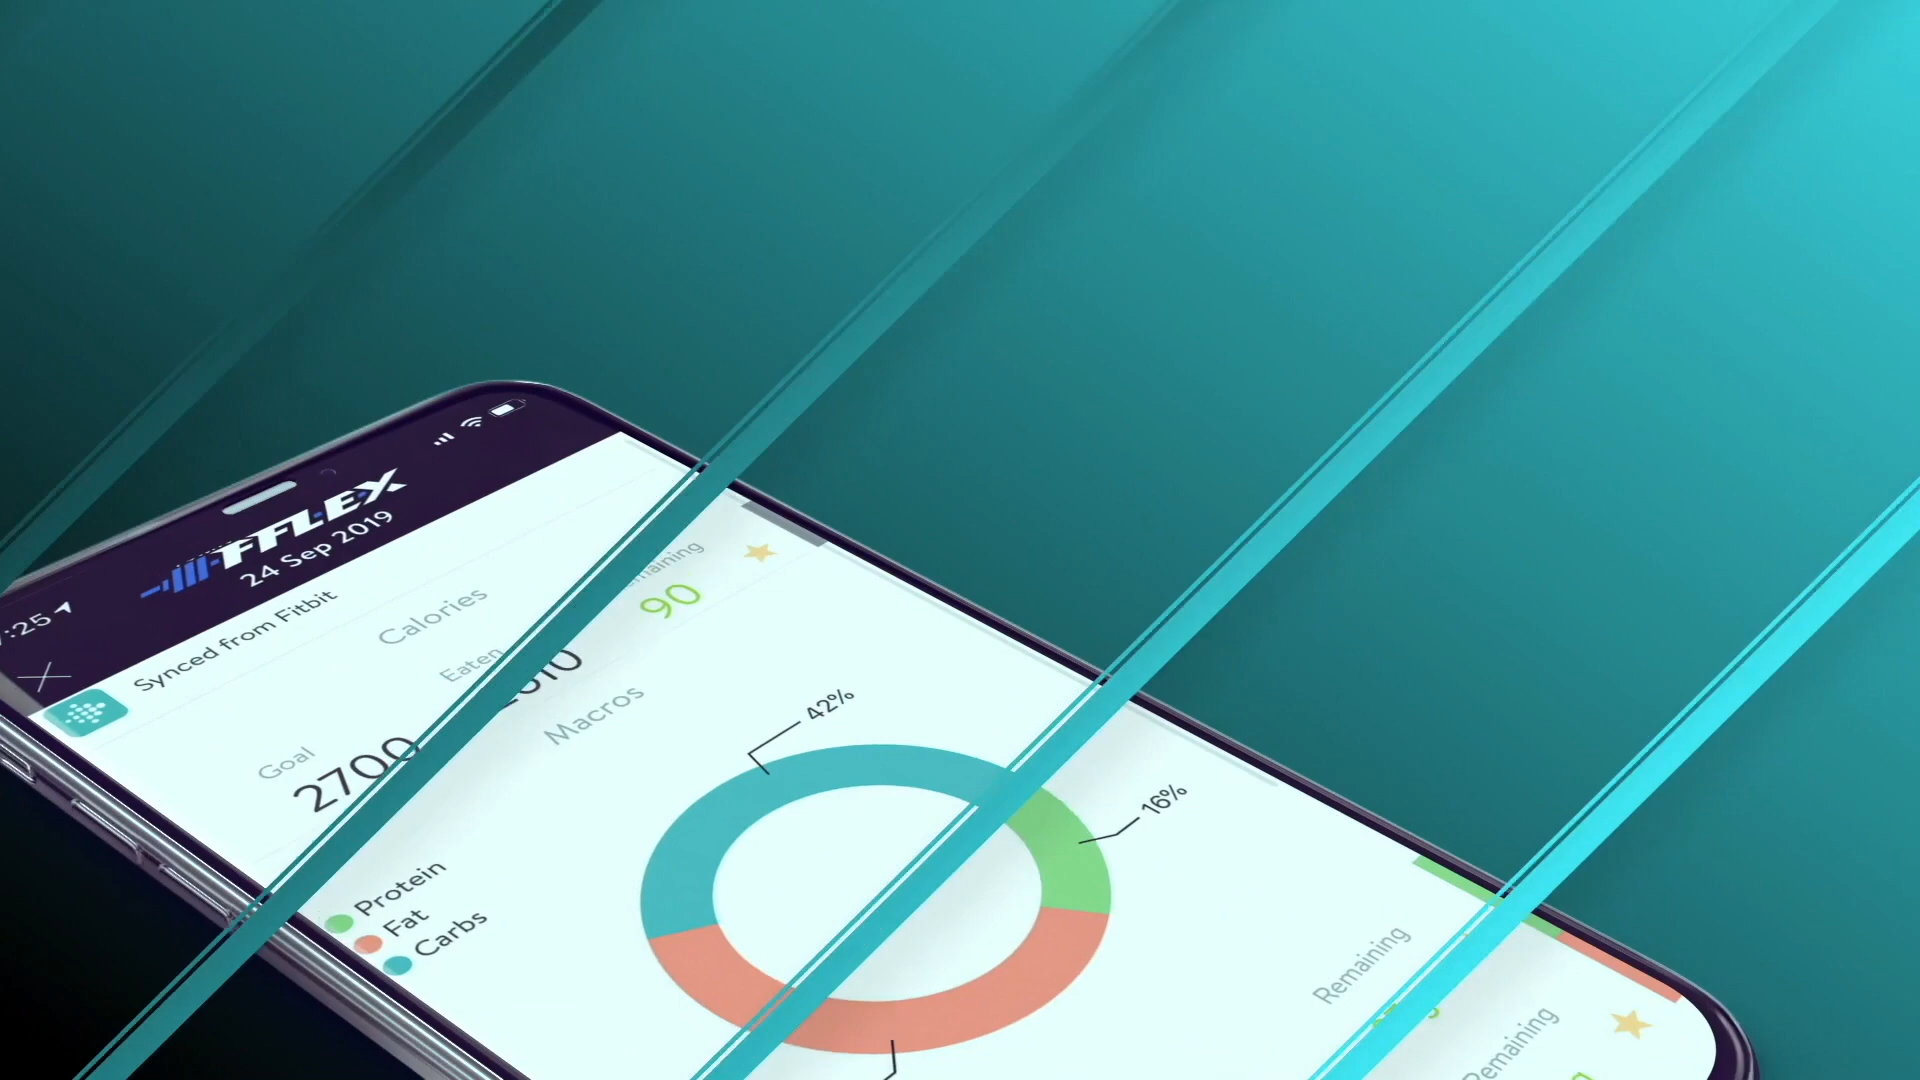 FFLEX
24 Sep 2019
:25
Synced from Fitbit
Calories
Goal
Eaten
2700
90
Macros
42%
16%
Protein
Fat
Carbs
Remaining
Remaining